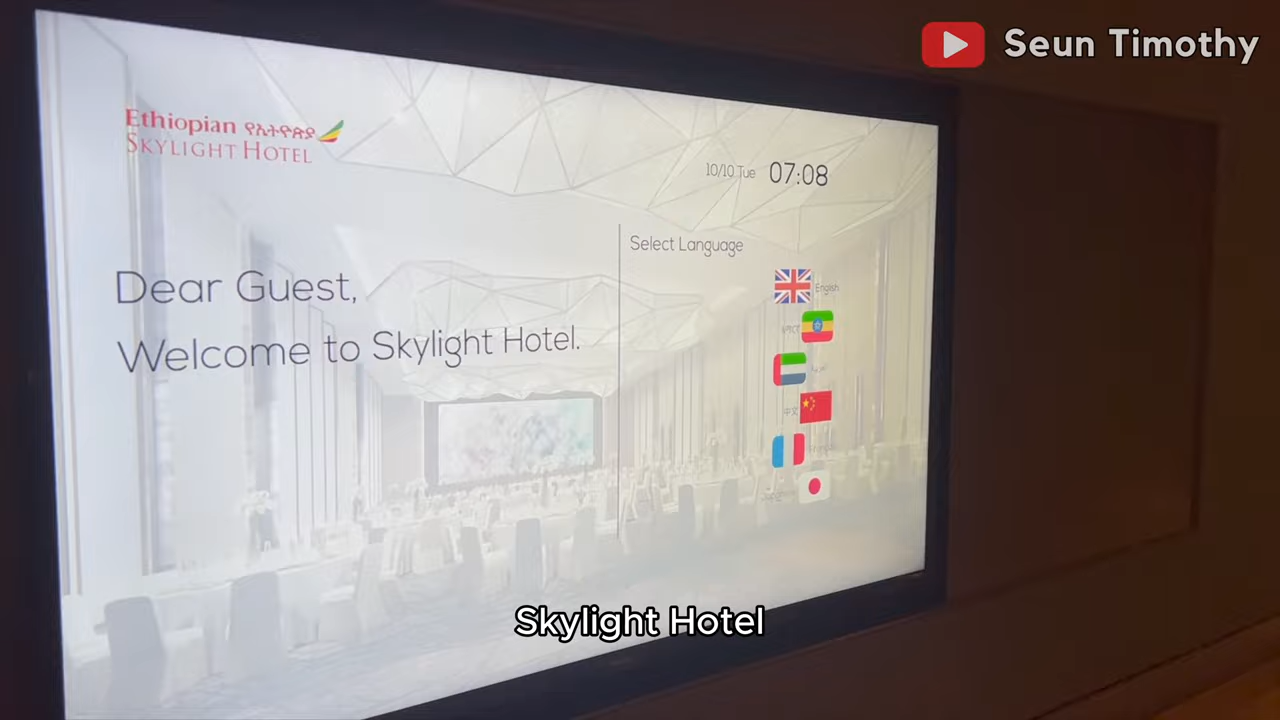 Seun Timothy
Ethiopian የኢትዮጵያ
SKYLIGHT HOTEL
10/10 Tue 07:08
Dear Guest,
Welcome to Skylight Hotel.
Select Language
English
中文
Skylight Hotel